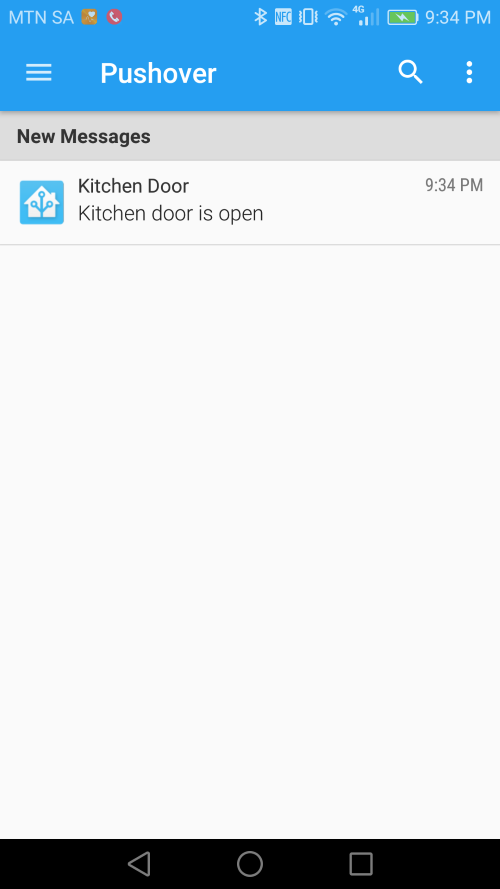 MTN SA NFC 4G 9:34 PM
Pushover
New Messages
Kitchen Door 9:34 PM
Kitchen door is open